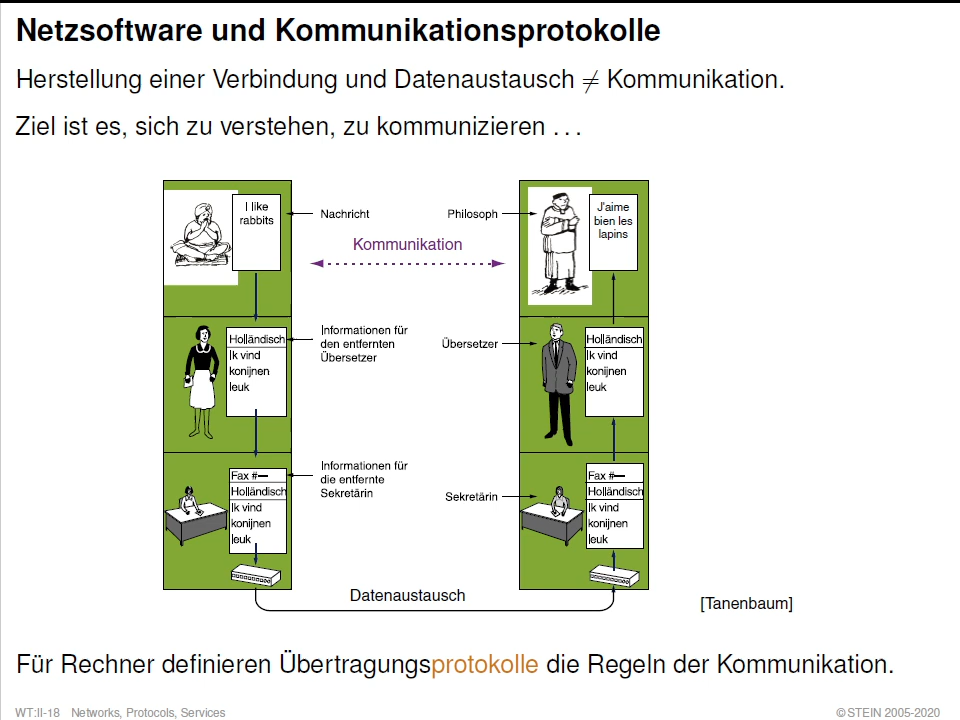 Netzsoftware und Kommunikationsprotokolle
Herstellung einer Verbindung und Datenaustausch ≠ Kommunikation.
Ziel ist es, sich zu verstehen, zu kommunizieren . . .
I like
rabbits
Nachricht
Philosoph
J'aime
bien les
lapins
Kommunikation
Holländisch
Ik vind
konijnen
leuk
Informationen für
den entfernten
Übersetzer
Übersetzer
Holländisch
Ik vind
konijnen
leuk
Fax #—
Holländisch
Ik vind
konijnen
leuk
Informationen für
die entfernte
Sekretärin
Sekretärin
Fax #—
Holländisch
Ik vind
konijnen
leuk
Datenaustausch
[Tanenbaum]
Für Rechner definieren Übertragungsprotokolle die Regeln der Kommunikation.
WT:II-18 Networks, Protocols, Services
©STEIN 2005-2020